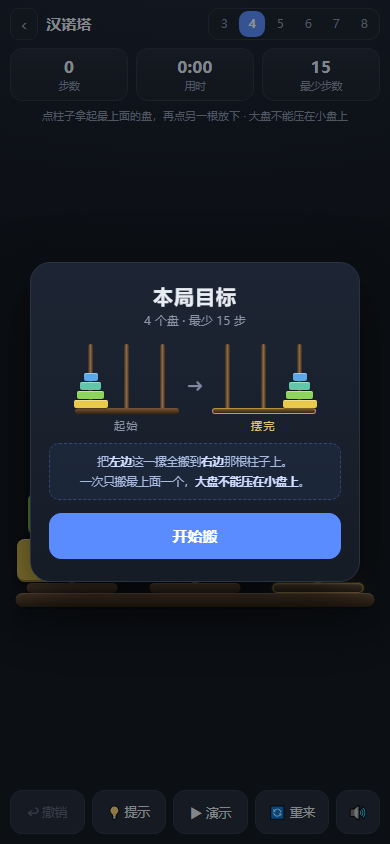 ‹ 汉诺塔 3 4 5 6 7 8
0 0:00 15
步数 用时 最少步数
点柱子拿起最上面的盘，再点另一根放下 · 大盘不能压在小盘上
本局目标
4 个盘 · 最少 15 步
→
起始 摆完
把左边这一摞全搬到右边那根柱子上。
一次只搬最上面一个，大盘不能压在小盘上。
开始搬
↩ 撤销 💡 提示 ▶ 演示 🔄 重来 🔊